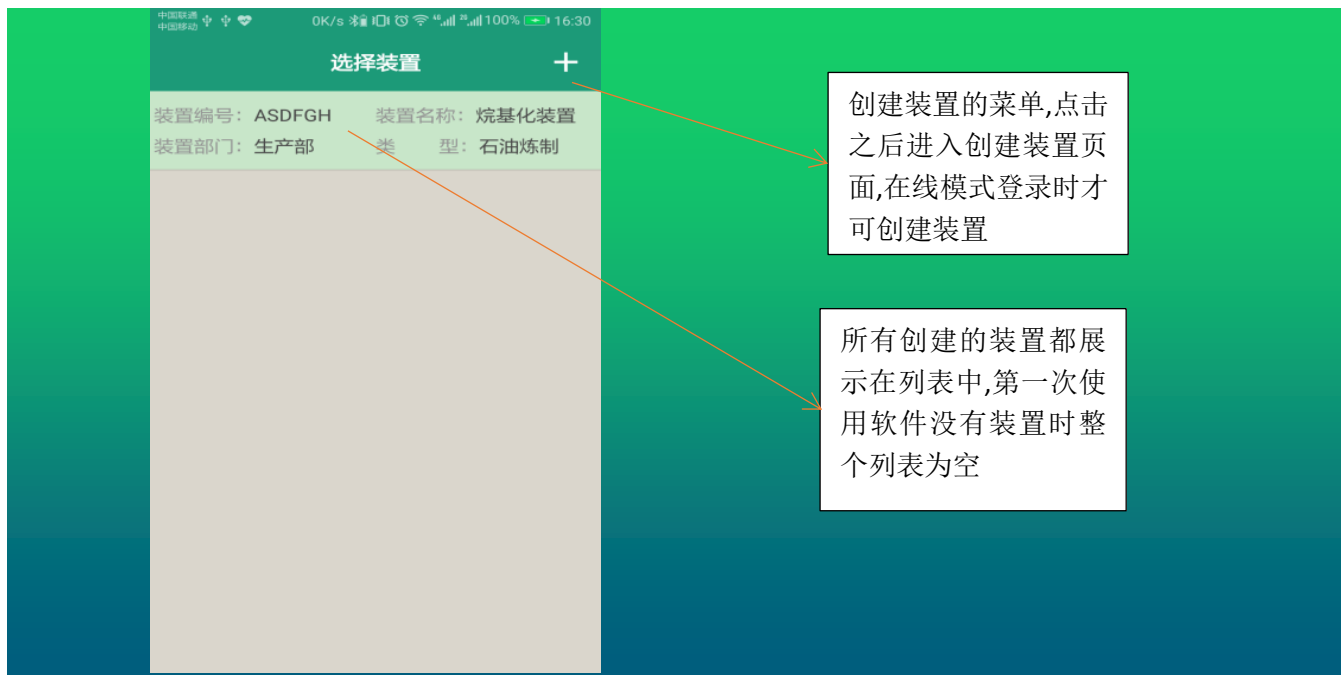 中国联通
中国移动
0K/s 4G 2G 100% 16:30
选择装置
装置编号：ASDFGH 装置名称：烷基化装置
装置部门：生产部 类 型：石油炼制
创建装置的菜单,点击
之后进入创建装置页
面,在线模式登录时才
可创建装置
所有创建的装置都展
示在列表中,第一次使
用软件没有装置时整
个列表为空